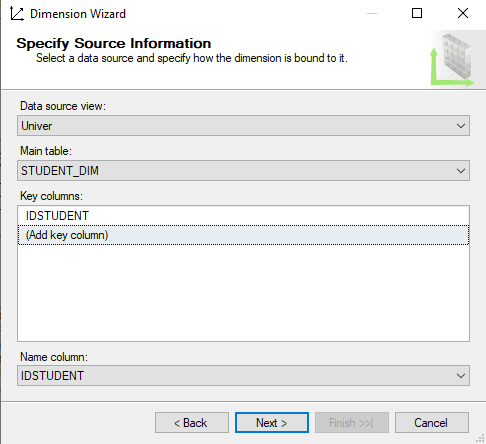 Dimension Wizard
Specify Source Information
Select a data source and specify how the dimension is bound to it.
Data source view:
Univer
Main table:
STUDENT_DIM
Key columns:
IDSTUDENT
(Add key column)
Name column:
IDSTUDENT
< Back
Next >
Finish >>|
Cancel